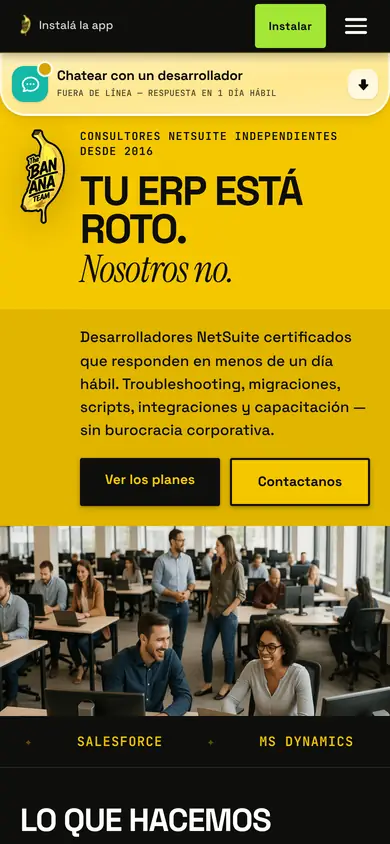 Instalá la app
Instalar
Chatear con un desarrollador
FUERA DE LÍNEA — RESPUESTA EN 1 DÍA HÁBIL
The
BAN
ANA
TEAM
CONSULTORES NETSUITE INDEPENDIENTES
DESDE 2016
TU ERP ESTÁ
ROTO.
Nosotros no.
Desarrolladores NetSuite certificados
que responden en menos de un día
hábil. Troubleshooting, migraciones,
scripts, integraciones y capacitación —
sin burocracia corporativa.
Ver los planes
Contactanos
SALESFORCE
MS DYNAMICS
LO QUE HACEMOS